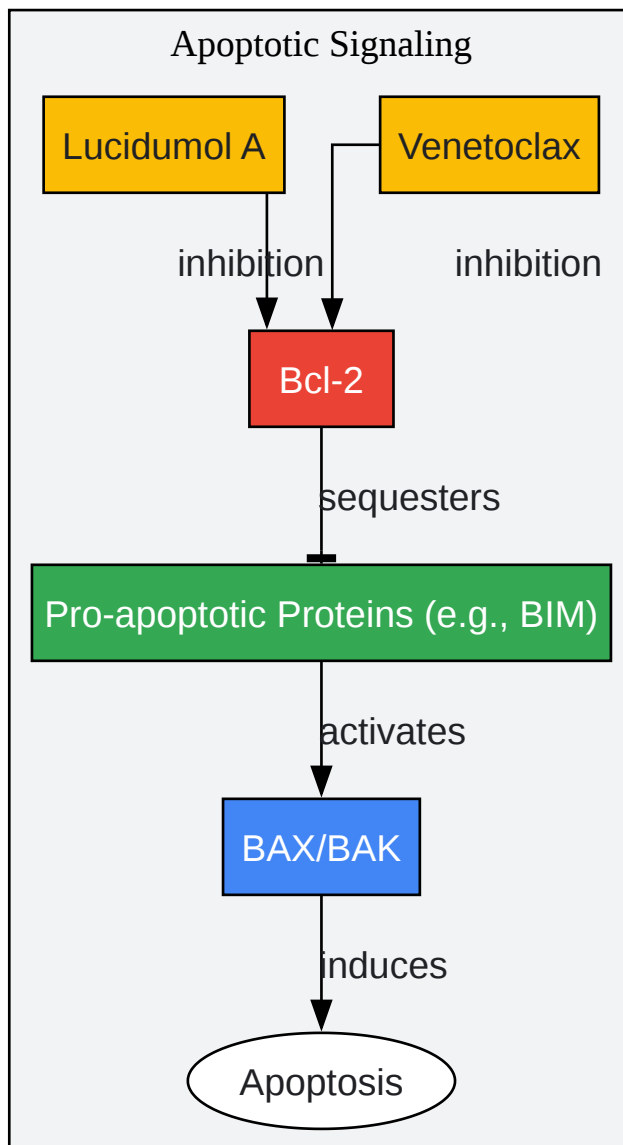 Apoptotic Signaling
Lucidumol A
Venetoclax
inhibition
inhibition
Bcl-2
sequesters
Pro-apoptotic Proteins (e.g., BIM)
activates
BAX/BAK
induces
Apoptosis